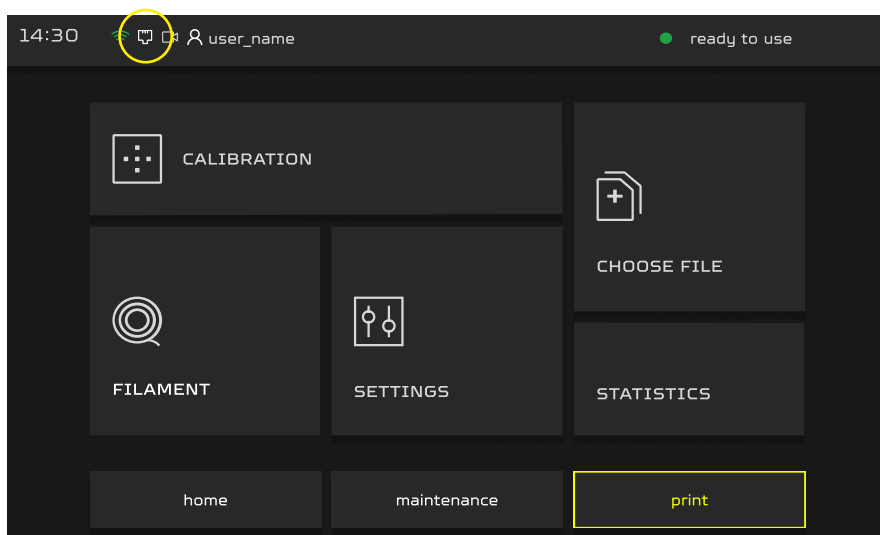 14:30
user_name
ready to use
CALIBRATION
CHOOSE FILE
FILAMENT
SETTINGS
STATISTICS
home
maintenance
print